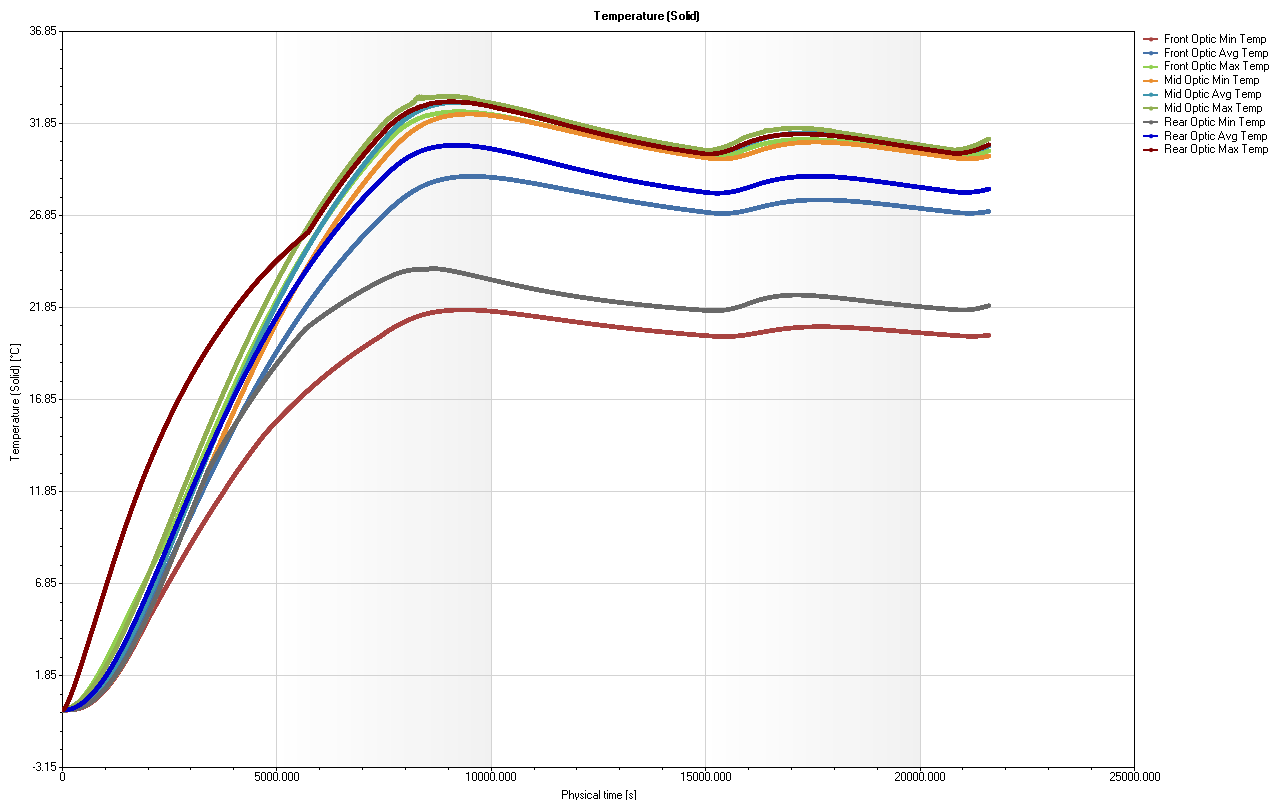 Temperature (Solid)
36.85
31.85
26.85
21.85
16.85
11.85
6.85
1.85
-3.15
Temperature (Solid) [°C]
0
5000.000
10000.000
15000.000
20000.000
25000.000
Physical time [s]
Front Optic Min Temp
Front Optic Avg Temp
Front Optic Max Temp
Mid Optic Min Temp
Mid Optic Avg Temp
Mid Optic Max Temp
Rear Optic Min Temp
Rear Optic Avg Temp
Rear Optic Max Temp